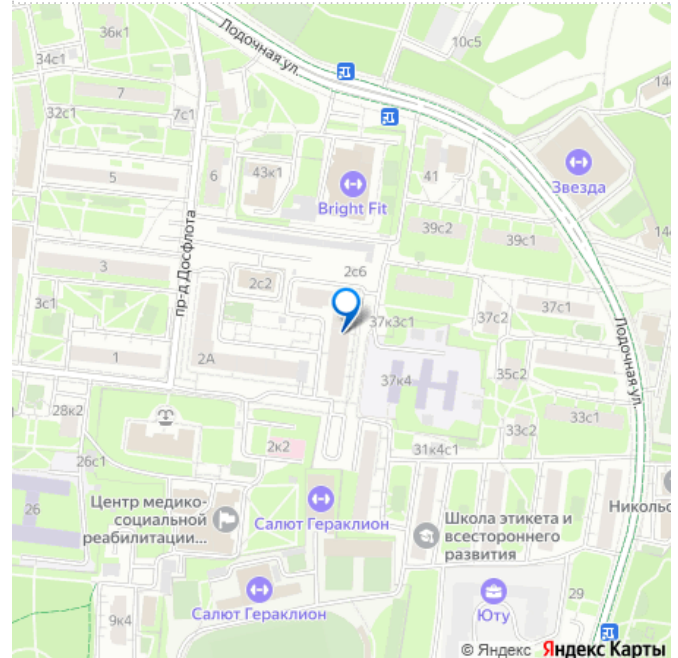 36к1
Лодочная ул.
10с5
34с1
7
14
32с1
7с1
43к1
41
Звезда
5
6
Bright Fit
14
39с2
39с1
пр-д Досфлота
3
2с2
2с6
3с1
37с1
37к3с1
37с2
Лодочная ул.
1
2А
37к4
35с2
28к2
33с1
33с2
2к2
31к4с1
26с1
26
Центр медико-
социальной
реабилитации...
Салют Гераклион
Школа этикета и
всестороннего
развития
Никольс
Салют Гераклион
Юту
29
9к4
© Яндекс Яндекс Карты